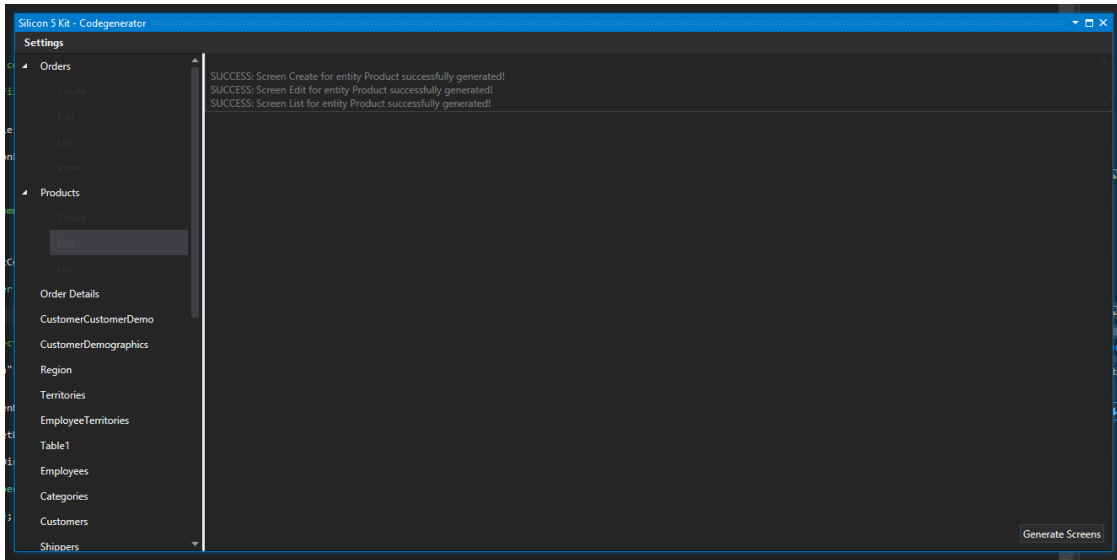 Silicon 5 Kit - Codegenerator
Settings
Orders
Create
Edit
List
View
Products
Create
Edit
List
Order Details
CustomerCustomerDemo
CustomerDemographics
Region
Territories
EmployeeTerritories
Table1
Employees
Categories
Customers
Shippers
SUCCESS: Screen Create for entity Product successfully generated!
SUCCESS: Screen Edit for entity Product successfully generated!
SUCCESS: Screen List for entity Product successfully generated!
Generate Screens